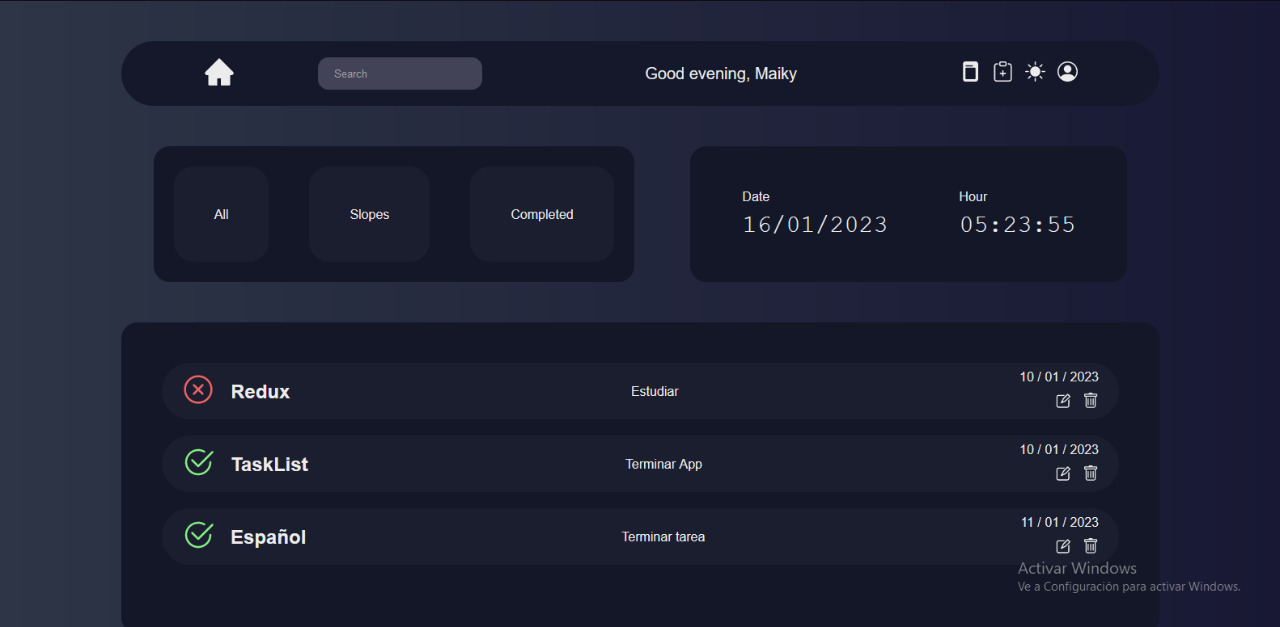 Search
Good evening, Maiky
All
Slopes
Completed
Date
16/01/2023
Hour
05:23:55
Redux
Estudiar
10 / 01 / 2023
TaskList
Terminar App
10 / 01 / 2023
Español
Terminar tarea
11 / 01 / 2023
Activar Windows
Ve a Configuración para activar Windows.